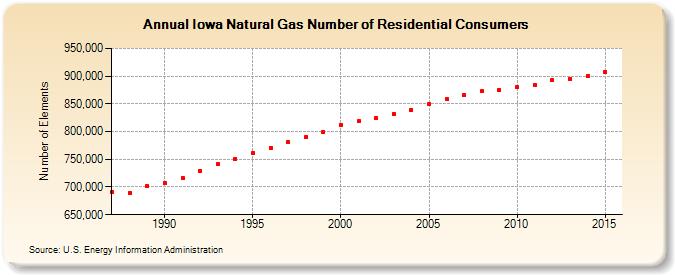 Annual Iowa Natural Gas Number of Residential Consumers
Number of Elements
950,000
900,000
850,000
800,000
750,000
700,000
650,000
1990 1995 2000 2005 2010 2015
Source: U.S. Energy Information Administration